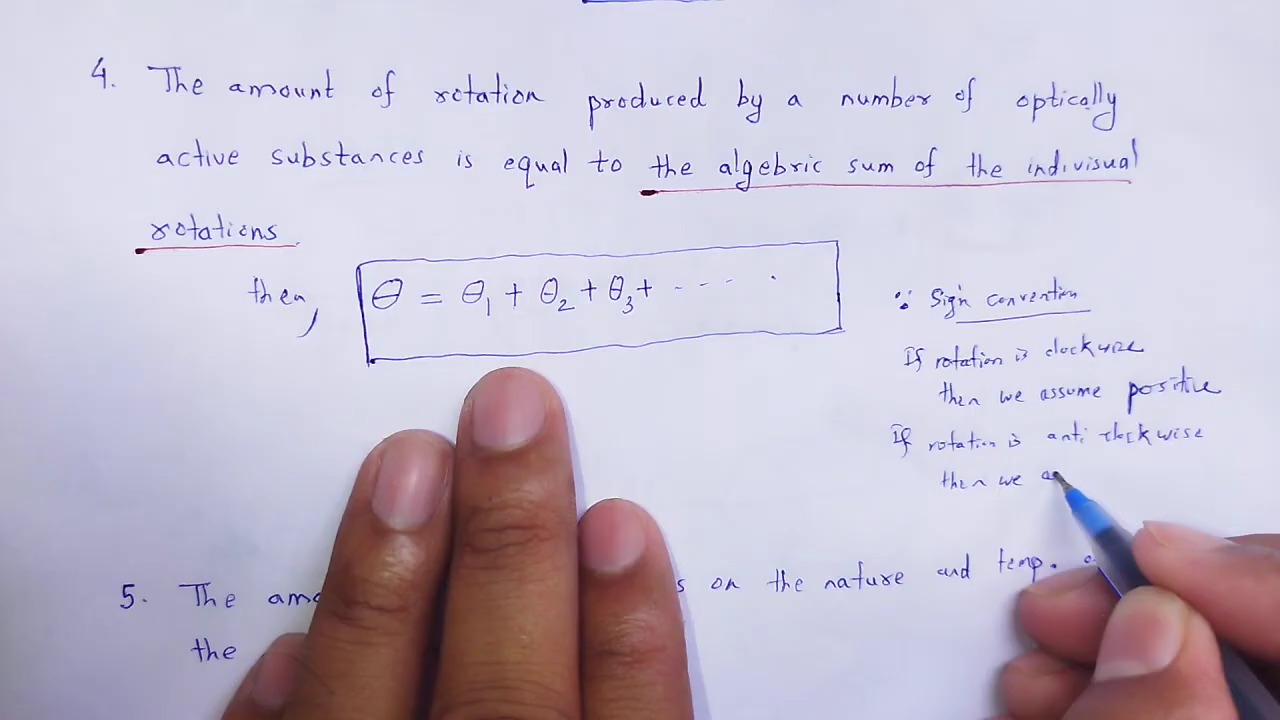 4. The amount of rotation produced by a number of optically
active substances is equal to the algebric sum of the indivisual
rotations.
then, θ = θ1 + θ2 + θ3 + - - - - .
: Sign convention
If rotation is clockwise
then we assume positive
If rotation is anti clockwise
then we
5. The on the nature and temp.
the